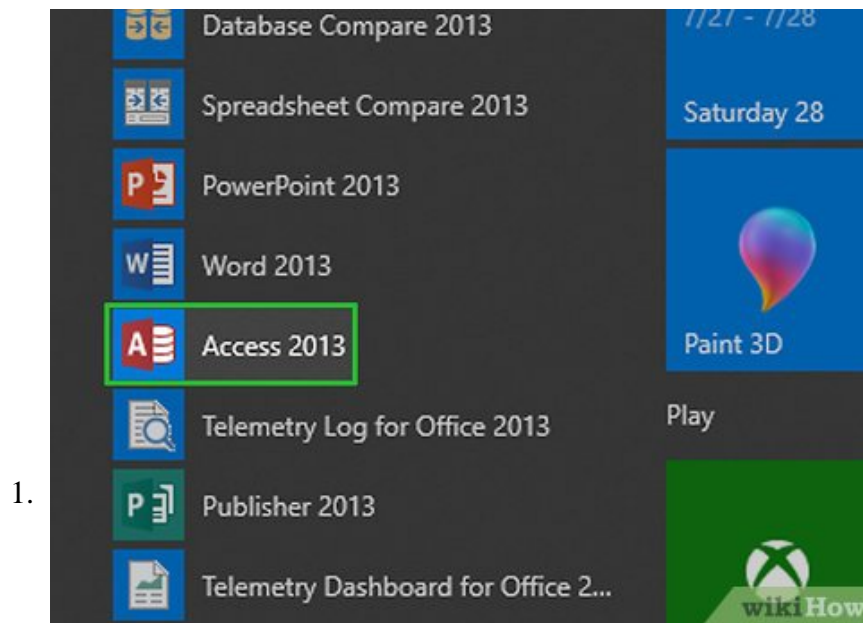 Database Compare 2013
Spreadsheet Compare 2013
PowerPoint 2013
Word 2013
Access 2013
Telemetry Log for Office 2013
Publisher 2013
Telemetry Dashboard for Office 2...
7/27 - 7/28
Saturday 28
Paint 3D
Play
1.
wikiHow